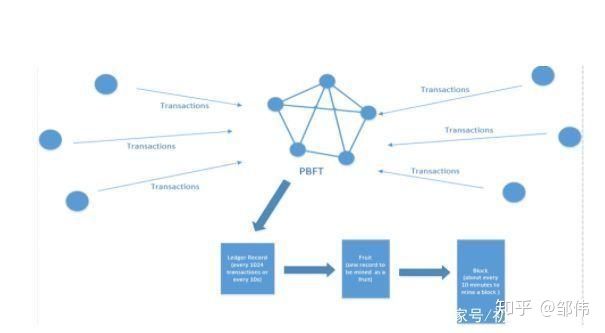 Transactions
Transactions
Transactions
Transactions
Transactions
Transactions
PBFT
Ledger Record
(every 1024
transactions or
every 10s)
Fruit
(one record to
be mined as a
fruit)
Block
(about every
10 minutes to
mine a block )
家号/初
知乎 @邹伟